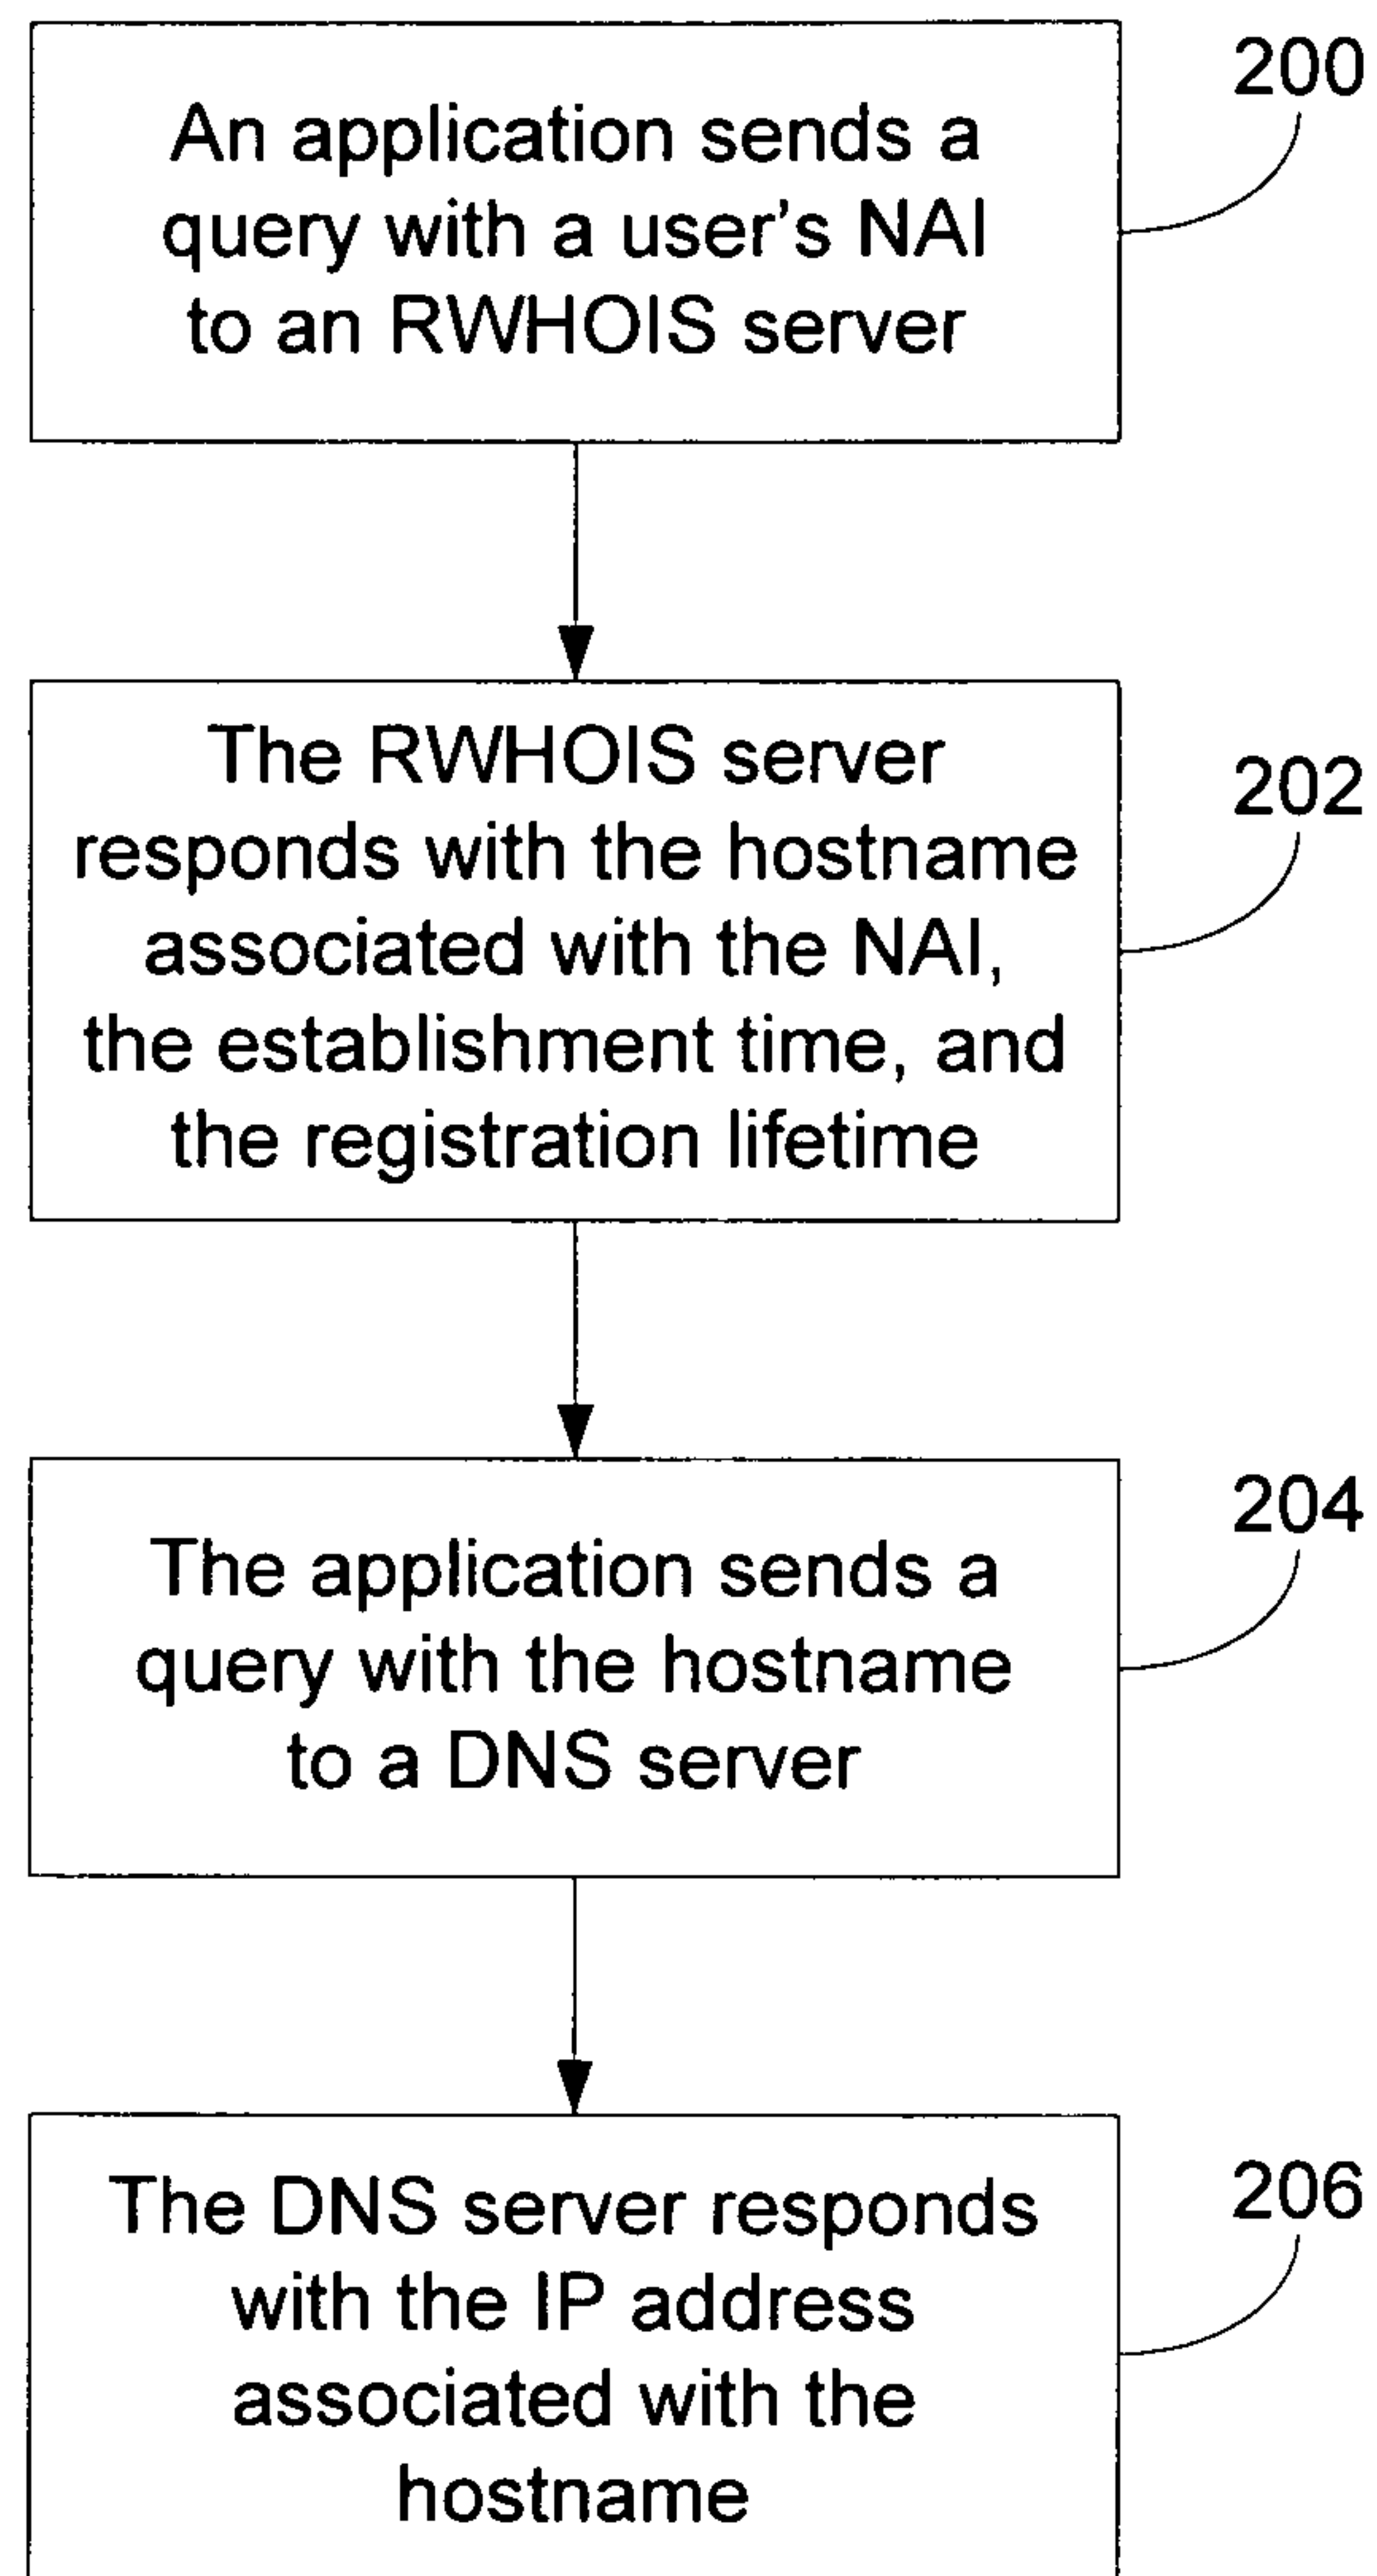 200
An application sends a
query with a user's NAI
to an RWHOIS server
202
The RWHOIS server
responds with the hostname
associated with the NAI,
the establishment time, and
the registration lifetime
204
The application sends a
query with the hostname
to a DNS server
206
The DNS server responds
with the IP address
associated with the
hostname